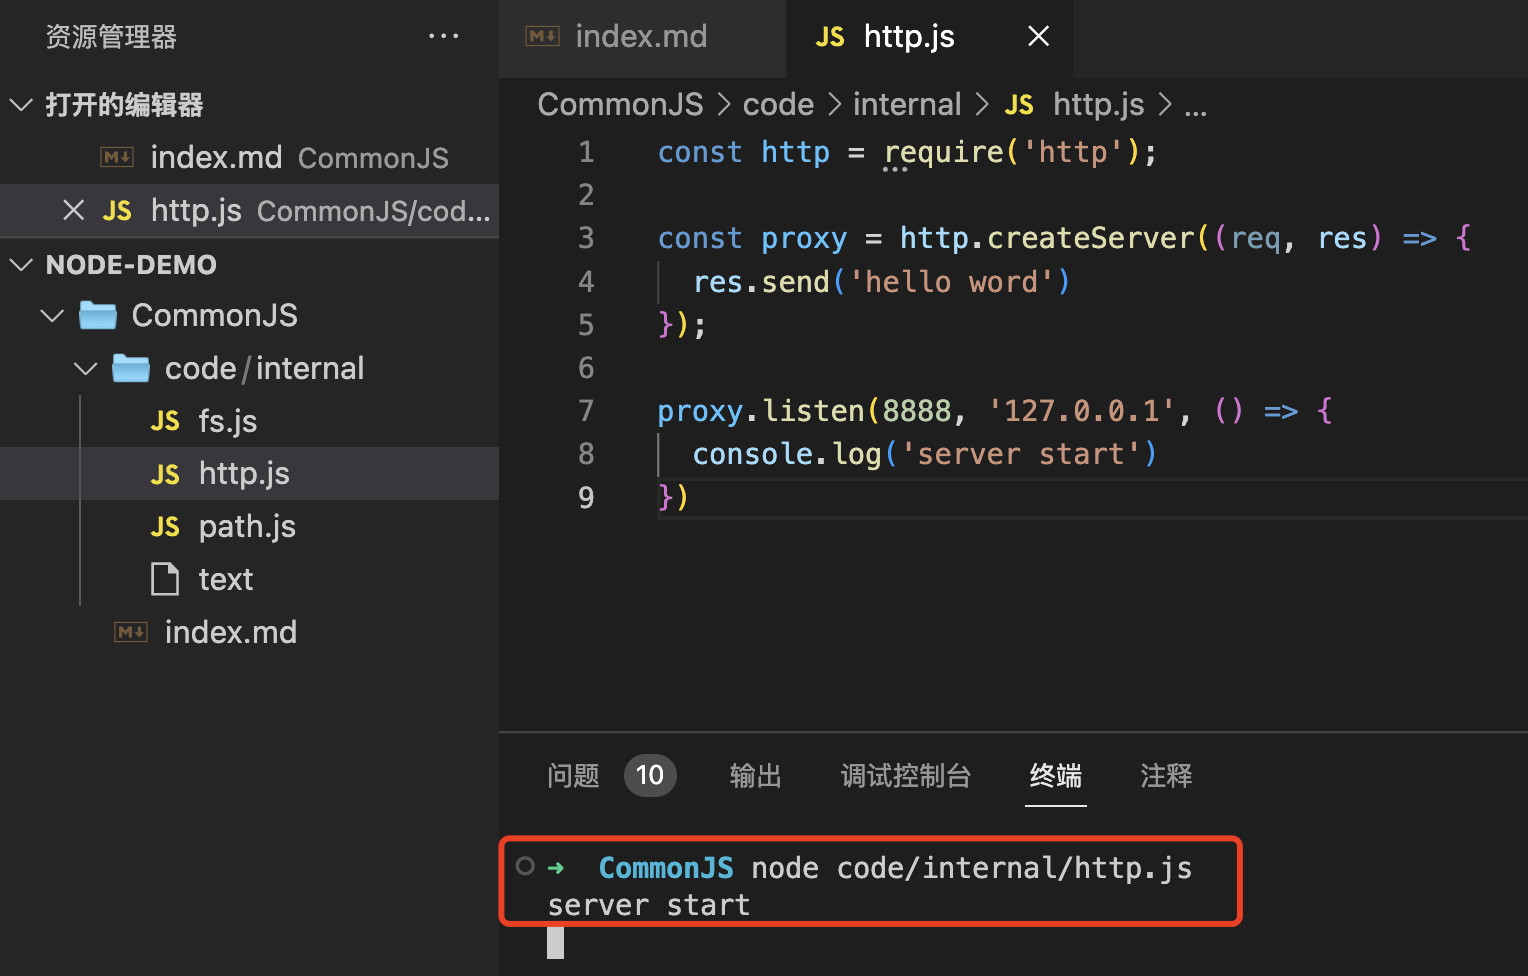 资源管理器 ...
打开的编辑器
index.md CommonJS
JS http.js CommonJS/cod...
NODE-DEMO
CommonJS
code/internal
JS fs.js
JS http.js
JS path.js
text
index.md
index.md JS http.js
CommonJS > code > internal > JS http.js > ...
1 const http = require('http');
2
3 const proxy = http.createServer((req, res) => {
4 res.send('hello word')
5 });
6
7 proxy.listen(8888, '127.0.0.1', () => {
8 console.log('server start')
9 })
问题 10 输出 调试控制台 终端 注释
➜ CommonJS node code/internal/http.js
server start